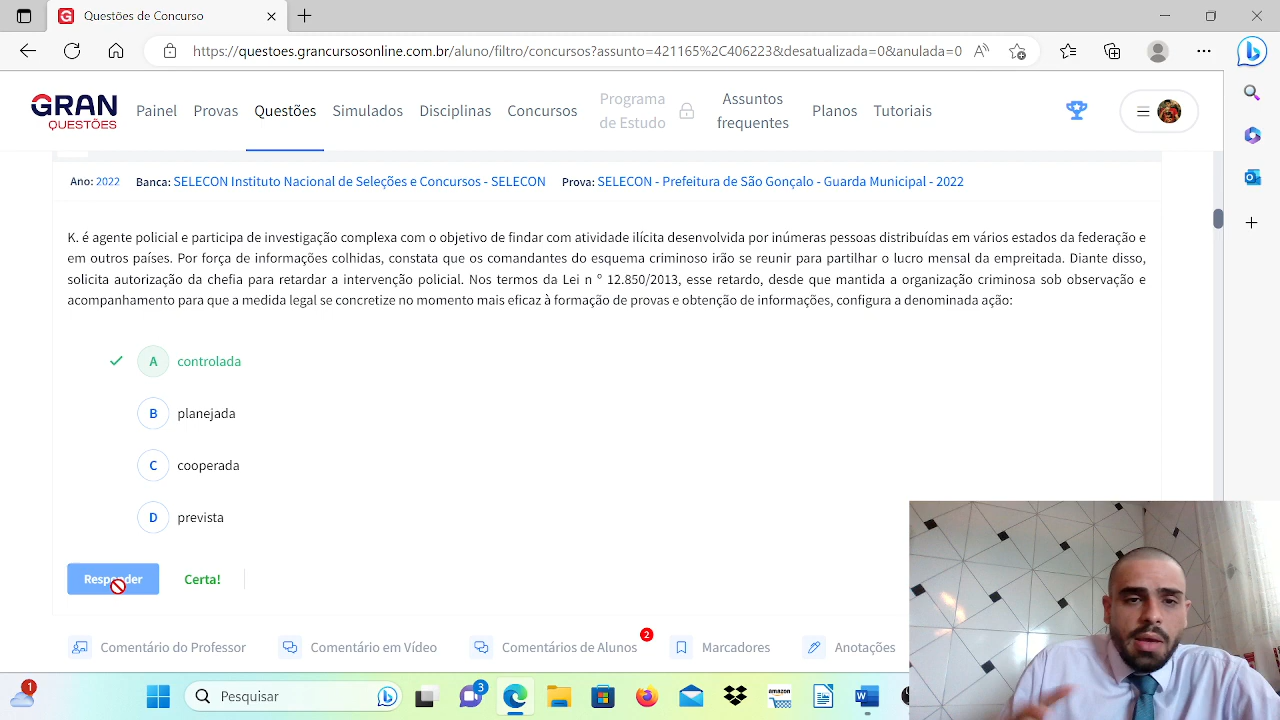 Questões de Concurso
https://questoes.grancursosonline.com.br/aluno/filtro/concursos?assunto=421165%2C406223&desatualizada=0&anulada=0
GRAN QUESTÕES
Painel
Provas
Questões
Simulados
Disciplinas
Concursos
Programa de Estudo
Assuntos frequentes
Planos
Tutoriais
Ano: 2022 Banca: SELECON Instituto Nacional de Seleções e Concursos - SELECON Prova: SELECON - Prefeitura de São Gonçalo - Guarda Municipal - 2022
K. é agente policial e participa de investigação complexa com o objetivo de findar com atividade ilícita desenvolvida por inúmeras pessoas distribuídas em vários estados da federação e
em outros países. Por força de informações colhidas, constata que os comandantes do esquema criminoso irão se reunir para partilhar o lucro mensal da empreitada. Diante disso,
solicita autorização da chefia para retardar a intervenção policial. Nos termos da Lei n º 12.850/2013, esse retardo, desde que mantida a organização criminosa sob observação e
acompanhamento para que a medida legal se concretize no momento mais eficaz à formação de provas e obtenção de informações, configura a denominada ação:
A controlada
B planejada
C cooperada
D prevista
Responder Certa!
Comentário do Professor
Comentário em Vídeo
Comentários de Alunos 2
Marcadores
Anotações
1
Pesquisar
3
amazon